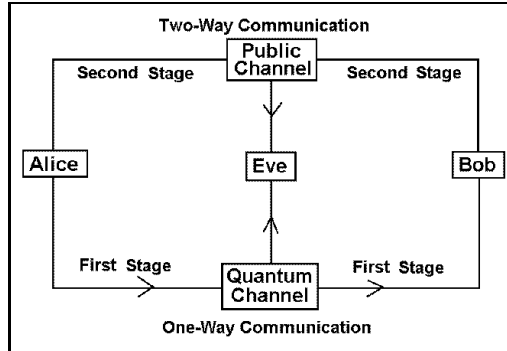 Two-Way Communication
Public
Channel
Second Stage
Second Stage
Alice
Eve
Bob
First Stage
Quantum
Channel
First Stage
One-Way Communication